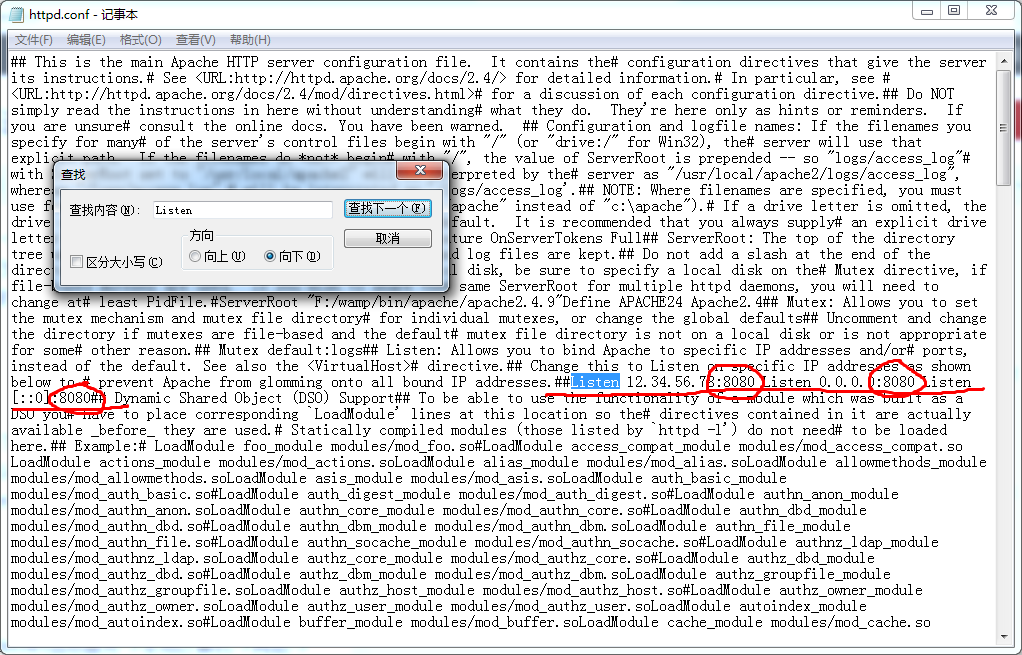 httpd.conf - 记事本
文件(F) 编辑(E) 格式(O) 查看(V) 帮助(H)
## This is the main Apache HTTP server configuration file.  It contains the# configuration directives that give the server
its instructions.# See <URL:http://httpd.apache.org/docs/2.4/> for detailed information.# In particular, see #
<URL:http://httpd.apache.org/docs/2.4/mod/directives.html># for a discussion of each configuration directive.## Do NOT
simply read the instructions in here without understanding# what they do.  They're here only as hints or reminders.  If
you are unsure# consult the online docs. You have been warned.  ## Configuration and logfile names: If the filenames you
specify for many# of the server's control files begin with "/" (or "drive:/" for Win32), the# server will use that
explicit path.  If the filenames do *not* begin# with "/", the value of ServerRoot is prepended -- so "logs/access_log"#
with erpreted by the# server as "/usr/local/apache2/logs/access_log",
where ogs/access_log'.## NOTE: Where filenames are specified, you must
use fo apache" instead of "c:\apache").# If a drive letter is omitted, the
drive fault.  It is recommended that you always supply# an explicit drive
lette ture OnServerTokens Full## ServerRoot: The top of the directory
tree d log files are kept.## Do not add a slash at the end of the
direct l disk, be sure to specify a local disk on the# Mutex directive, if
file- same ServerRoot for multiple httpd daemons, you will need to
change at# least PidFile.#ServerRoot "F:/wamp/bin/apache/apache2.4.9"Define APACHE24 Apache2.4## Mutex: Allows you to set
the mutex mechanism and mutex file directory# for individual mutexes, or change the global defaults## Uncomment and change
the directory if mutexes are file-based and the default# mutex file directory is not on a local disk or is not appropriate
for some# other reason.## Mutex default:logs## Listen: Allows you to bind Apache to specific IP addresses and/or# ports,
instead of the default. See also the <VirtualHost># directive.## Change this to Listen on specific IP addresses as shown
below to # prevent Apache from glomming onto all bound IP addresses.##Listen 12.34.56.78:8080 Listen 0.0.0.0:8080 Listen
[::0]:8080## Dynamic Shared Object (DSO) Support## To be able to use the functionality of a module which was built as a
DSO you# have to place corresponding `LoadModule' lines at this location so the# directives contained in it are actually
available _before_ they are used.# Statically compiled modules (those listed by `httpd -l') do not need# to be loaded
here.## Example:# LoadModule foo_module modules/mod_foo.so#LoadModule access_compat_module modules/mod_access_compat.so
LoadModule actions_module modules/mod_actions.soLoadModule alias_module modules/mod_alias.soLoadModule allowmethods_module
modules/mod_allowmethods.soLoadModule asis_module modules/mod_asis.soLoadModule auth_basic_module
modules/mod_auth_basic.so#LoadModule auth_digest_module modules/mod_auth_digest.so#LoadModule authn_anon_module
modules/mod_authn_anon.soLoadModule authn_core_module modules/mod_authn_core.so#LoadModule authn_dbd_module
modules/mod_authn_dbd.so#LoadModule authn_dbm_module modules/mod_authn_dbm.soLoadModule authn_file_module
modules/mod_authn_file.so#LoadModule authn_socache_module modules/mod_authn_socache.so#LoadModule authnz_ldap_module
modules/mod_authnz_ldap.soLoadModule authz_core_module modules/mod_authz_core.so#LoadModule authz_dbd_module
modules/mod_authz_dbd.so#LoadModule authz_dbm_module modules/mod_authz_dbm.soLoadModule authz_groupfile_module
modules/mod_authz_groupfile.soLoadModule authz_host_module modules/mod_authz_host.so#LoadModule authz_owner_module
modules/mod_authz_owner.soLoadModule authz_user_module modules/mod_authz_user.soLoadModule autoindex_module
modules/mod_autoindex.so#LoadModule buffer_module modules/mod_buffer.soLoadModule cache_module modules/mod_cache.so
查找
查找内容(N): Listen 查找下一个(F)
方向 取消
区分大小写(C) 向上(U) 向下(D)